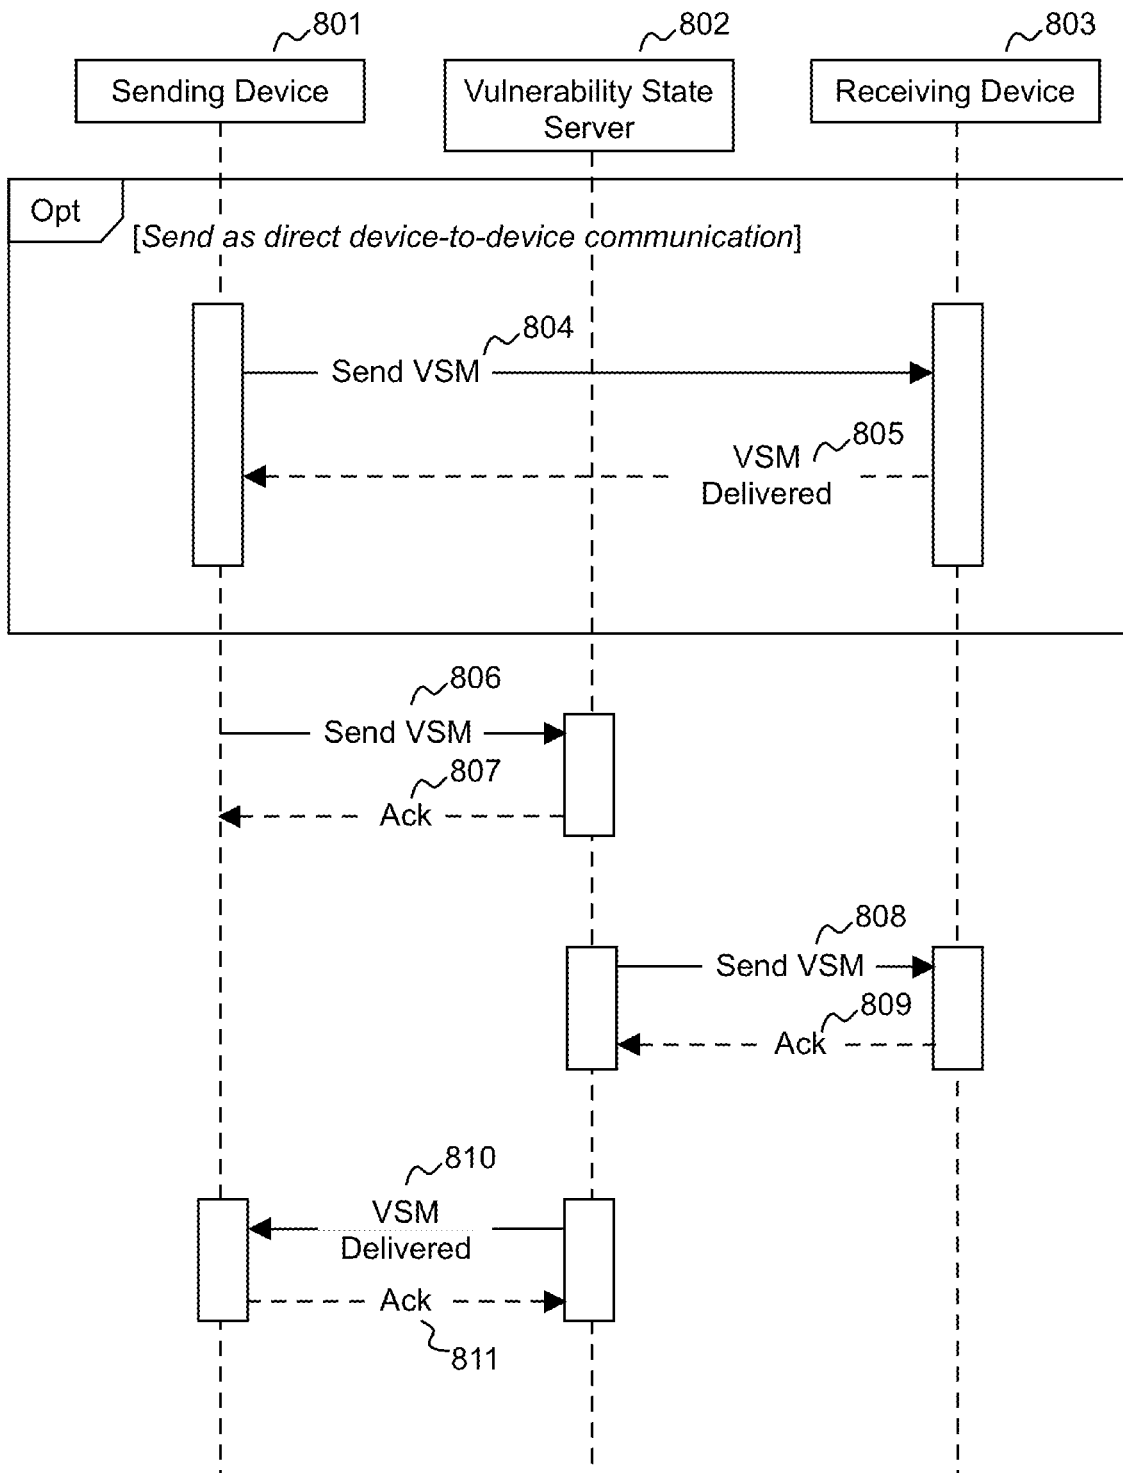 801
802
803
Sending Device
Vulnerability State
Server
Receiving Device
Opt
[Send as direct device-to-device communication]
804
Send VSM
805
VSM
Delivered
806
Send VSM
807
Ack
808
Send VSM
809
Ack
810
VSM
Delivered
Ack
811